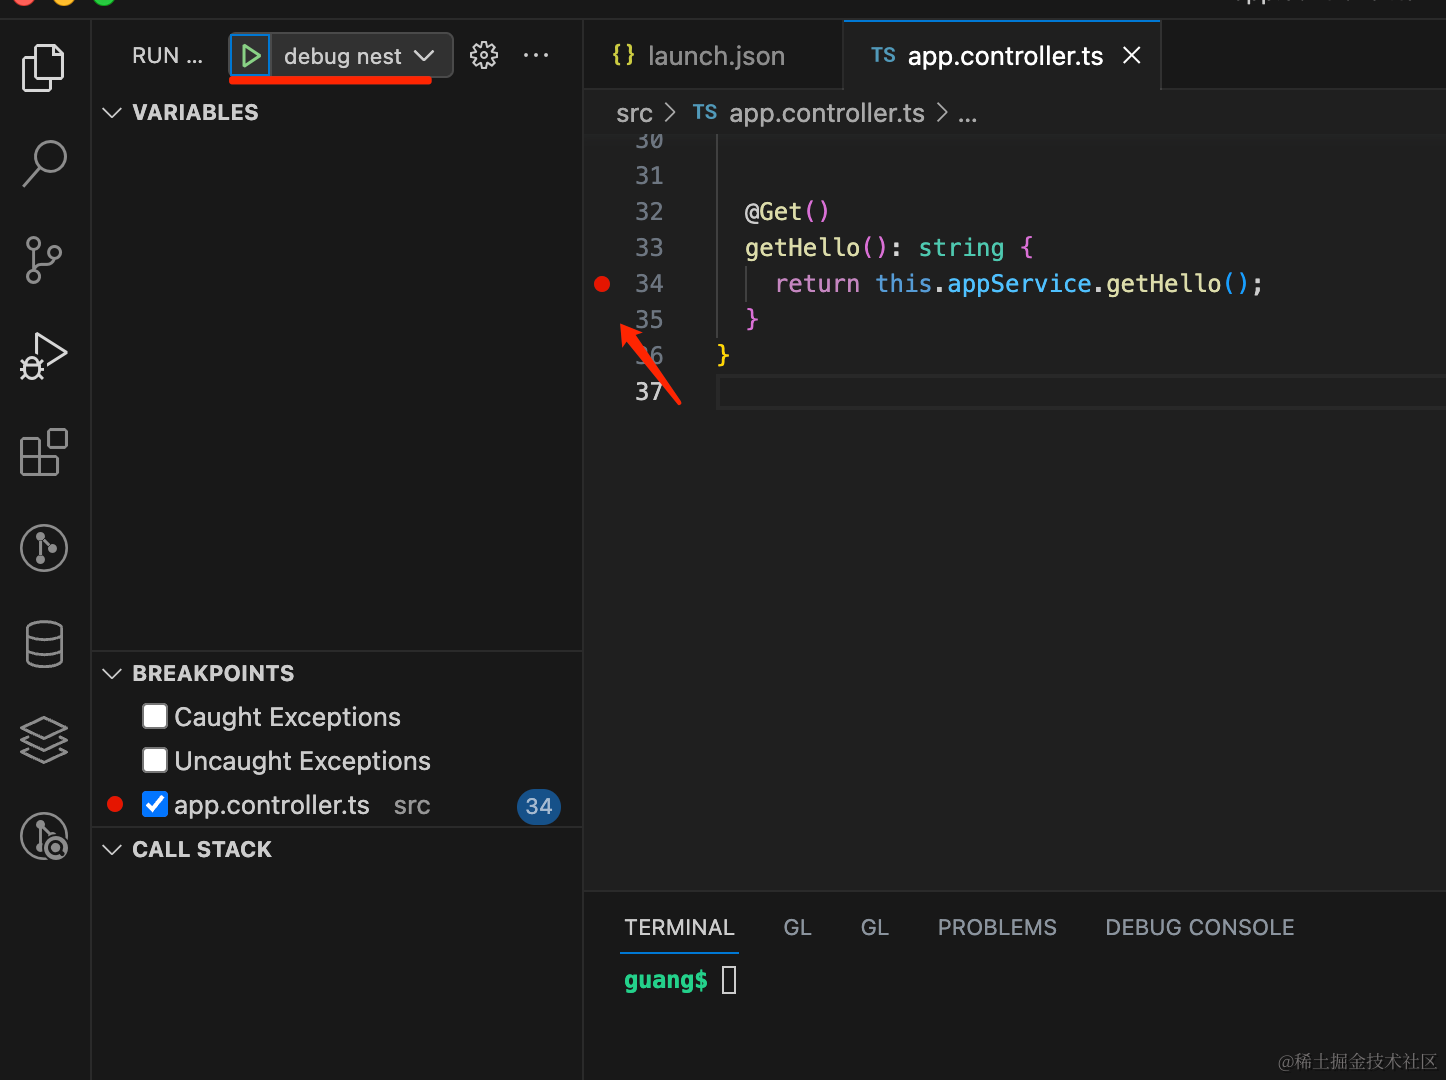 RUN ...
debug nest
...
VARIABLES
BREAKPOINTS
Caught Exceptions
Uncaught Exceptions
app.controller.ts src 34
CALL STACK
{} launch.json
TS app.controller.ts
src > TS app.controller.ts > ...
30
31
32 @Get()
33 getHello(): string {
34 return this.appService.getHello();
35 }
36 }
37
TERMINAL GL GL PROBLEMS DEBUG CONSOLE
guang$
@稀土掘金技术社区